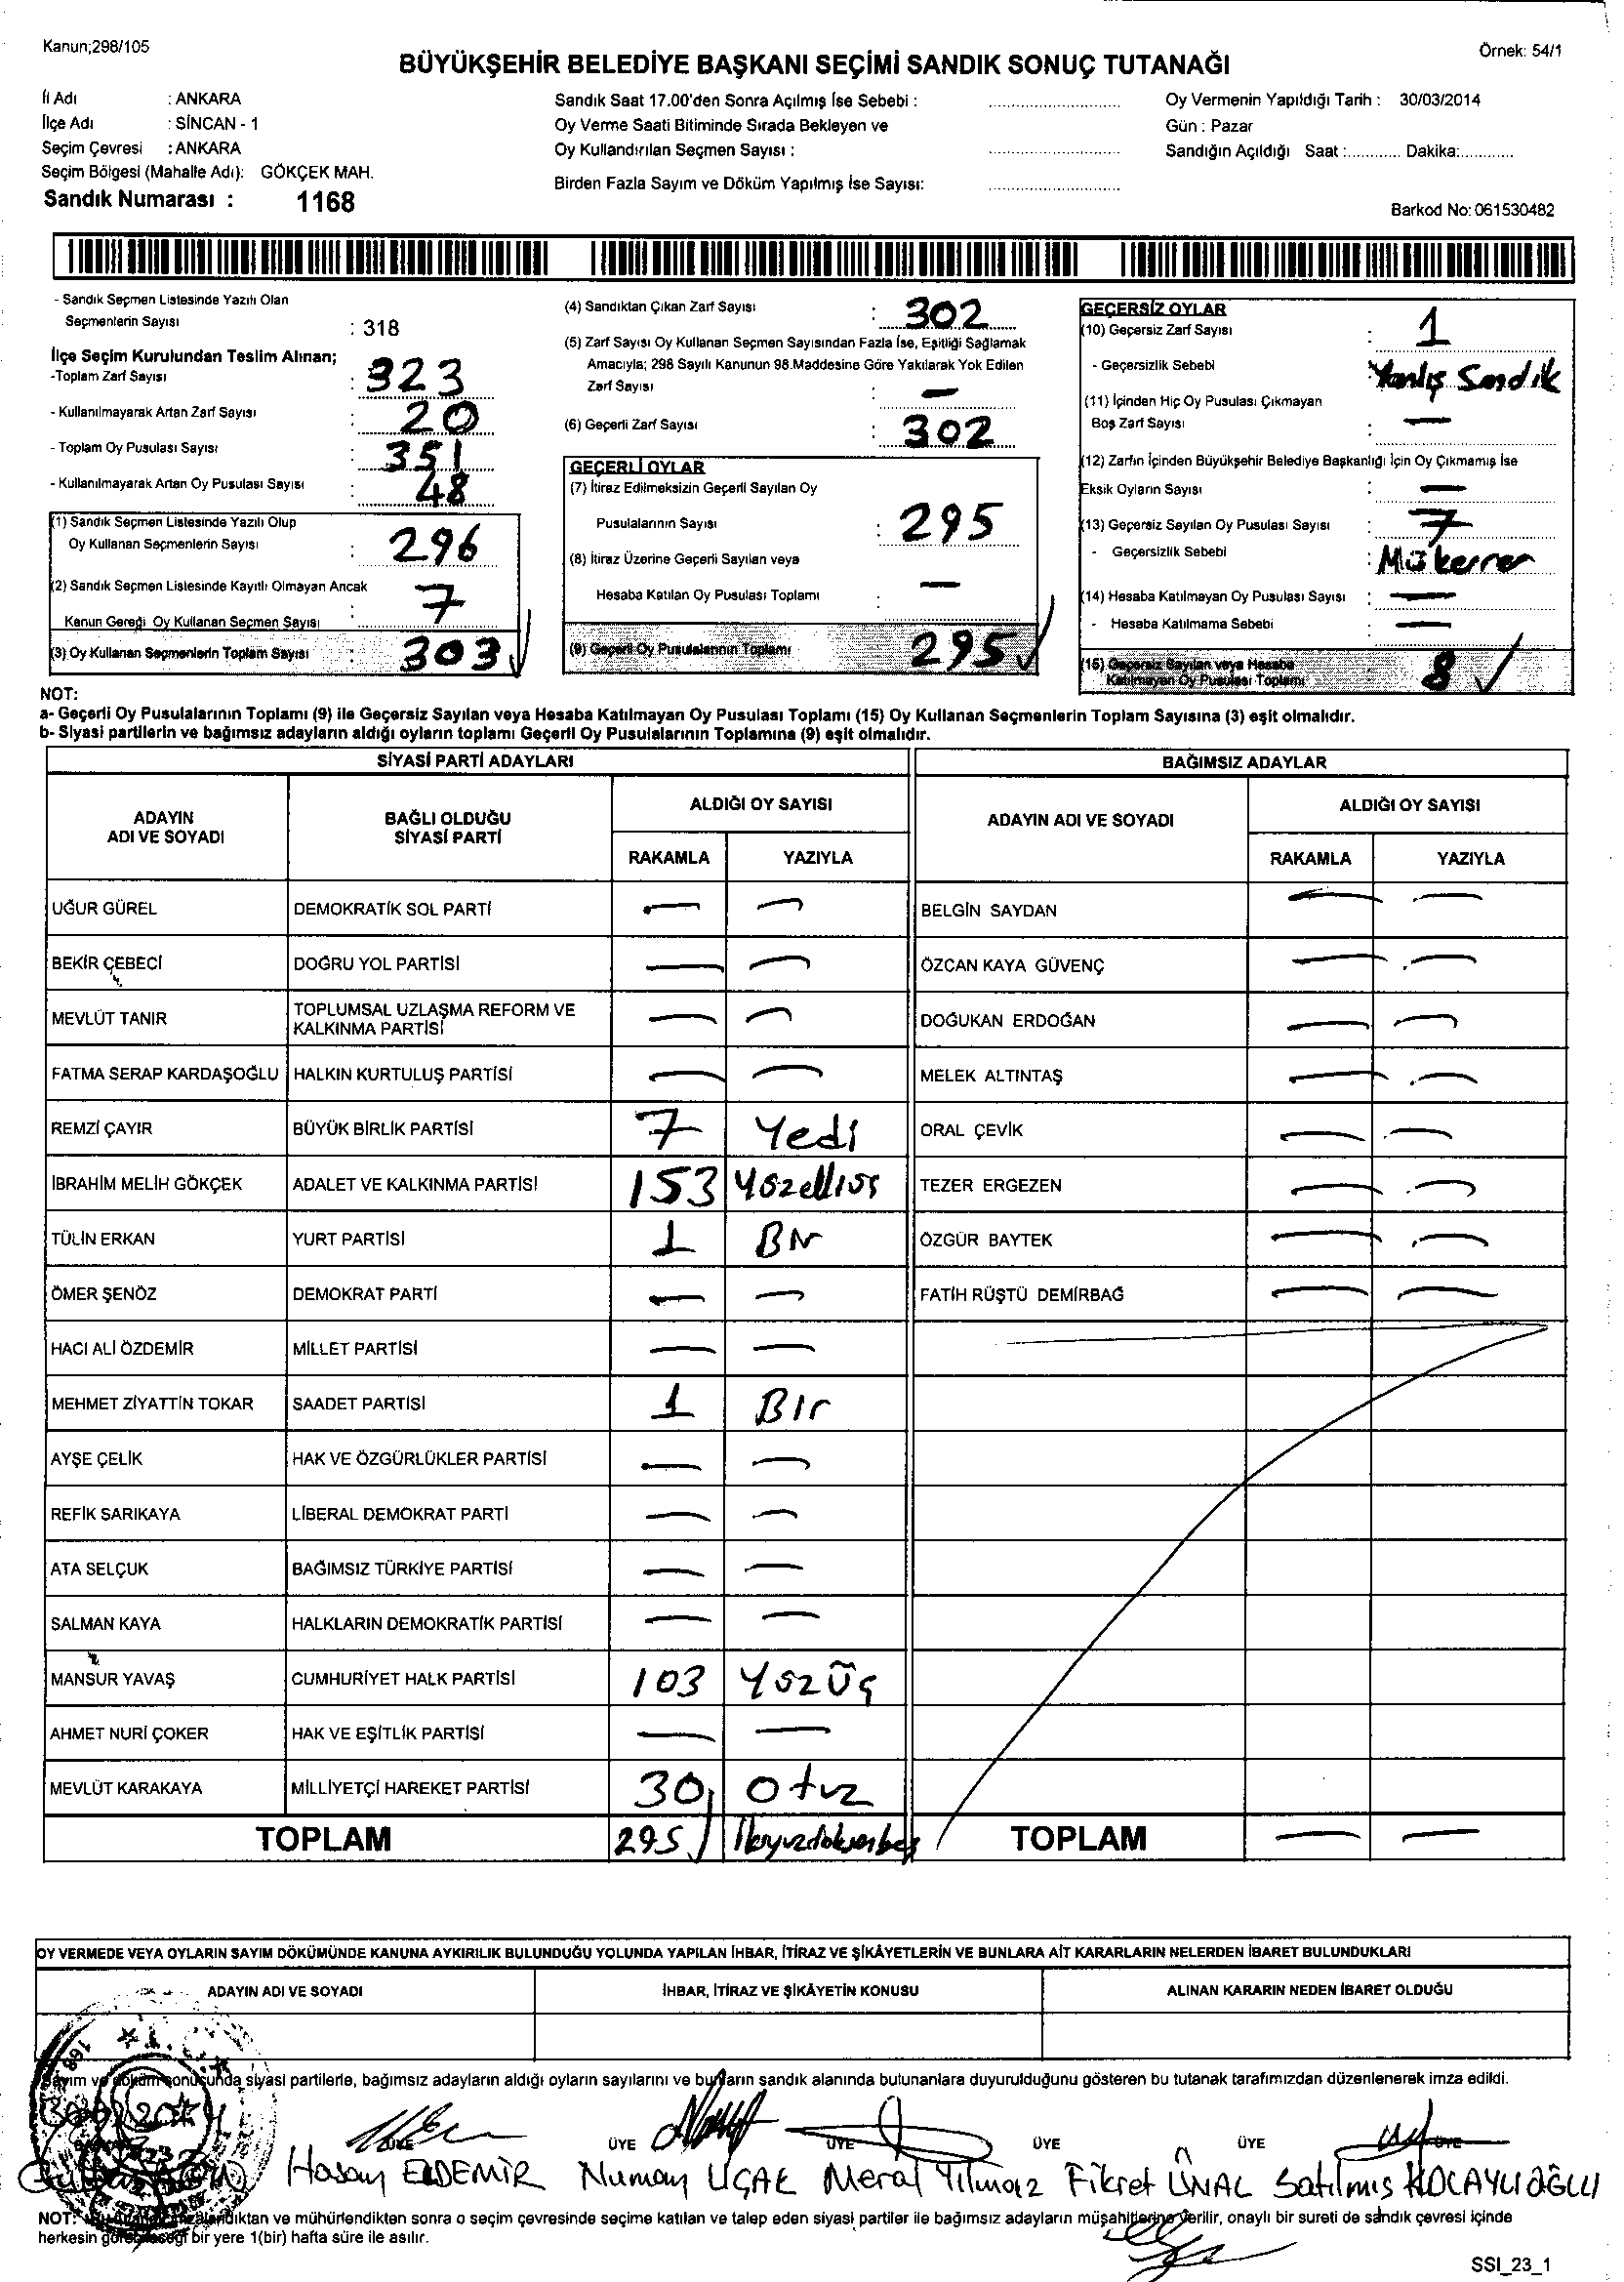 Kanun;298/105
Örnek: 54/1
BÜYÜKŞEHİR BELEDİYE BAŞKANI SEÇİMİ SANDIK SONUÇ TUTANAĞI
İl Adı : ANKARA
İlçe Adı : SİNCAN - 1
Seçim Çevresi : ANKARA
Seçim Bölgesi (Mahalle Adı): GÖKÇEK MAH.
Sandık Numarası : 1168
Sandık Saat 17.00'den Sonra Açılmış İse Sebebi :
Oy Verme Saati Bitiminde Sırada Bekleyen ve
Oy Kullandırılan Seçmen Sayısı :
Birden Fazla Sayım ve Döküm Yapılmış İse Sayısı:
Oy Vermenin Yapıldığı Tarih : 30/03/2014
Gün : Pazar
Sandığın Açıldığı Saat :............ Dakika:............
Barkod No: 061530482
- Sandık Seçmen Listesinde Yazılı Olan
Seçmenlerin Sayısı : 318
İlçe Seçim Kurulundan Teslim Alınan;
-Toplam Zarf Sayısı : 323
- Kullanılmayarak Artan Zarf Sayısı : 20
- Toplam Oy Pusulası Sayısı : 351
- Kullanılmayarak Artan Oy Pusulası Sayısı : 48
(1) Sandık Seçmen Listesinde Yazılı Olup
Oy Kullanan Seçmenlerin Sayısı : 296
(2) Sandık Seçmen Listesinde Kayıtlı Olmayan Ancak
Kanun Gereği Oy Kullanan Seçmen Sayısı : 7
(3) Oy Kullanan Seçmenlerin Toplam Sayısı : 303 ✓
(4) Sandıktan Çıkan Zarf Sayısı : 302
(5) Zarf Sayısı Oy Kullanan Seçmen Sayısından Fazla İse, Eşitliği Sağlamak
Amacıyla; 298 Sayılı Kanunun 98.Maddesine Göre Yakılarak Yok Edilen
Zarf Sayısı : —
(6) Geçerli Zarf Sayısı : 302
GEÇERLİ OYLAR
(7) İtiraz Edilmeksizin Geçerli Sayılan Oy
Pusulalarının Sayısı : 295
(8) İtiraz Üzerine Geçerli Sayılan veya
Hesaba Katılan Oy Pusulası Toplamı : —
(9) Geçerli Oy Pusulalarının Toplamı 295 ✓
GEÇERSİZ OYLAR
(10) Geçersiz Zarf Sayısı : 1
- Geçersizlik Sebebi : Yanlış Sandık
(11) İçinden Hiç Oy Pusulası Çıkmayan
Boş Zarf Sayısı : —
(12) Zarfın İçinden Büyükşehir Belediye Başkanlığı İçin Oy Çıkmamış İse
Eksik Oyların Sayısı : —
(13) Geçersiz Sayılan Oy Pusulası Sayısı : 7
- Geçersizlik Sebebi : Mükerrer
(14) Hesaba Katılmayan Oy Pusulası Sayısı : —
- Hesaba Katılmama Sebebi : —
(15) Geçersiz Sayılan veya Hesaba
Katılmayan Oy Pusulası Toplamı 8 ✓
NOT:
a- Geçerli Oy Pusulalarının Toplamı (9) ile Geçersiz Sayılan veya Hesaba Katılmayan Oy Pusulası Toplamı (15) Oy Kullanan Seçmenlerin Toplam Sayısına (3) eşit olmalıdır.
b- Siyasi partilerin ve bağımsız adayların aldığı oyların toplamı Geçerli Oy Pusulalarının Toplamına (9) eşit olmalıdır.
SİYASİ PARTİ ADAYLARI
ADAYIN ADI VE SOYADI BAĞLI OLDUĞU SİYASİ PARTİ ALDIĞI OY SAYISI
RAKAMLA YAZIYLA
UĞUR GÜREL DEMOKRATİK SOL PARTİ — —
BEKİR ÇEBECİ DOĞRU YOL PARTİSİ — —
MEVLÜT TANIR TOPLUMSAL UZLAŞMA REFORM VE KALKINMA PARTİSİ — —
FATMA SERAP KARDAŞOĞLU HALKIN KURTULUŞ PARTİSİ — —
REMZİ ÇAYIR BÜYÜK BİRLİK PARTİSİ 7 Yedi
İBRAHİM MELİH GÖKÇEK ADALET VE KALKINMA PARTİSİ 153 Yüzelliüç
TÜLİN ERKAN YURT PARTİSİ 1 Bir
ÖMER ŞENÖZ DEMOKRAT PARTİ — —
HACI ALİ ÖZDEMİR MİLLET PARTİSİ — —
MEHMET ZİYATTİN TOKAR SAADET PARTİSİ 1 Bir
AYŞE ÇELİK HAK VE ÖZGÜRLÜKLER PARTİSİ — —
REFİK SARIKAYA LİBERAL DEMOKRAT PARTİ — —
ATA SELÇUK BAĞIMSIZ TÜRKİYE PARTİSİ — —
SALMAN KAYA HALKLARIN DEMOKRATİK PARTİSİ — —
MANSUR YAVAŞ CUMHURİYET HALK PARTİSİ 103 Yüz Üç
AHMET NURİ ÇOKER HAK VE EŞİTLİK PARTİSİ — —
MEVLÜT KARAKAYA MİLLİYETÇİ HAREKET PARTİSİ 30 Otuz
TOPLAM 295 İkiyüzdoksanbeş
BAĞIMSIZ ADAYLAR
ADAYIN ADI VE SOYADI ALDIĞI OY SAYISI
RAKAMLA YAZIYLA
BELGİN SAYDAN — —
ÖZCAN KAYA GÜVENÇ — —
DOĞUKAN ERDOĞAN — —
MELEK ALTINTAŞ — —
ORAL ÇEVİK — —
TEZER ERGEZEN — —
ÖZGÜR BAYTEK — —
FATİH RÜŞTÜ DEMİRBAĞ — —
TOPLAM — —
OY VERMEDE VEYA OYLARIN SAYIM DÖKÜMÜNDE KANUNA AYKIRILIK BULUNDUĞU YOLUNDA YAPILAN İHBAR, İTİRAZ VE ŞİKÂYETLERİN VE BUNLARA AİT KARARLARIN NELERDEN İBARET BULUNDUKLARI
ADAYIN ADI VE SOYADI İHBAR, İTİRAZ VE ŞİKÂYETİN KONUSU ALINAN KARARIN NEDEN İBARET OLDUĞU
Sayım ve döküm sonucunda siyasi partilerle, bağımsız adayların aldığı oyların sayılarını ve bunların sandık alanında bulunanlara duyurulduğunu gösteren bu tutanak tarafımızdan düzenlenerek imza edildi.
ÜYE ÜYE ÜYE ÜYE ÜYE
Hasan ELDEMİR Numan UÇAK Meral Yılmaz Fikret ÜNAL Satılmış KOLAYLIOĞLU
NOT: ve mühürlendikten sonra o seçim çevresinde seçime katılan ve talep eden siyasi partiler ile bağımsız adayların müşahitlerine verilir, onaylı bir sureti de sandık çevresi içinde
herkesin görebileceği bir yere 1(bir) hafta süre ile asılır.
SSI_23_1